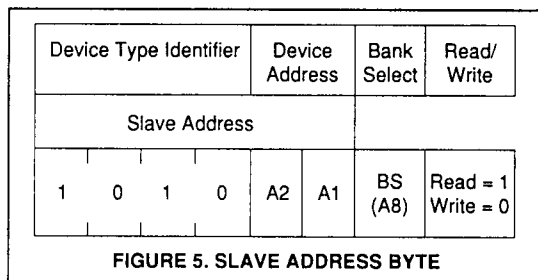 Device Type Identifier Device Address Bank Select Read/ Write
Slave Address
1 0 1 0 A2 A1 BS (A8) Read = 1 Write = 0
FIGURE 5. SLAVE ADDRESS BYTE